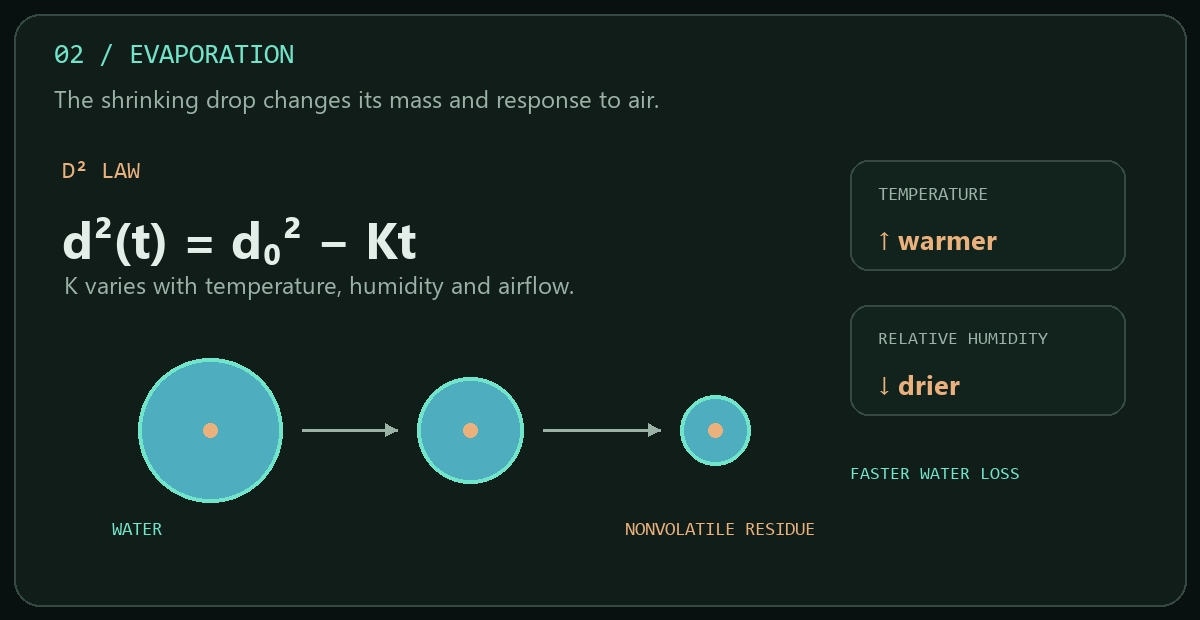 02 / EVAPORATION
The shrinking drop changes its mass and response to air.
D² LAW
d²(t) = d₀² − Kt
K varies with temperature, humidity and airflow.
TEMPERATURE
↑ warmer
RELATIVE HUMIDITY
↓ drier
FASTER WATER LOSS
WATER
NONVOLATILE RESIDUE